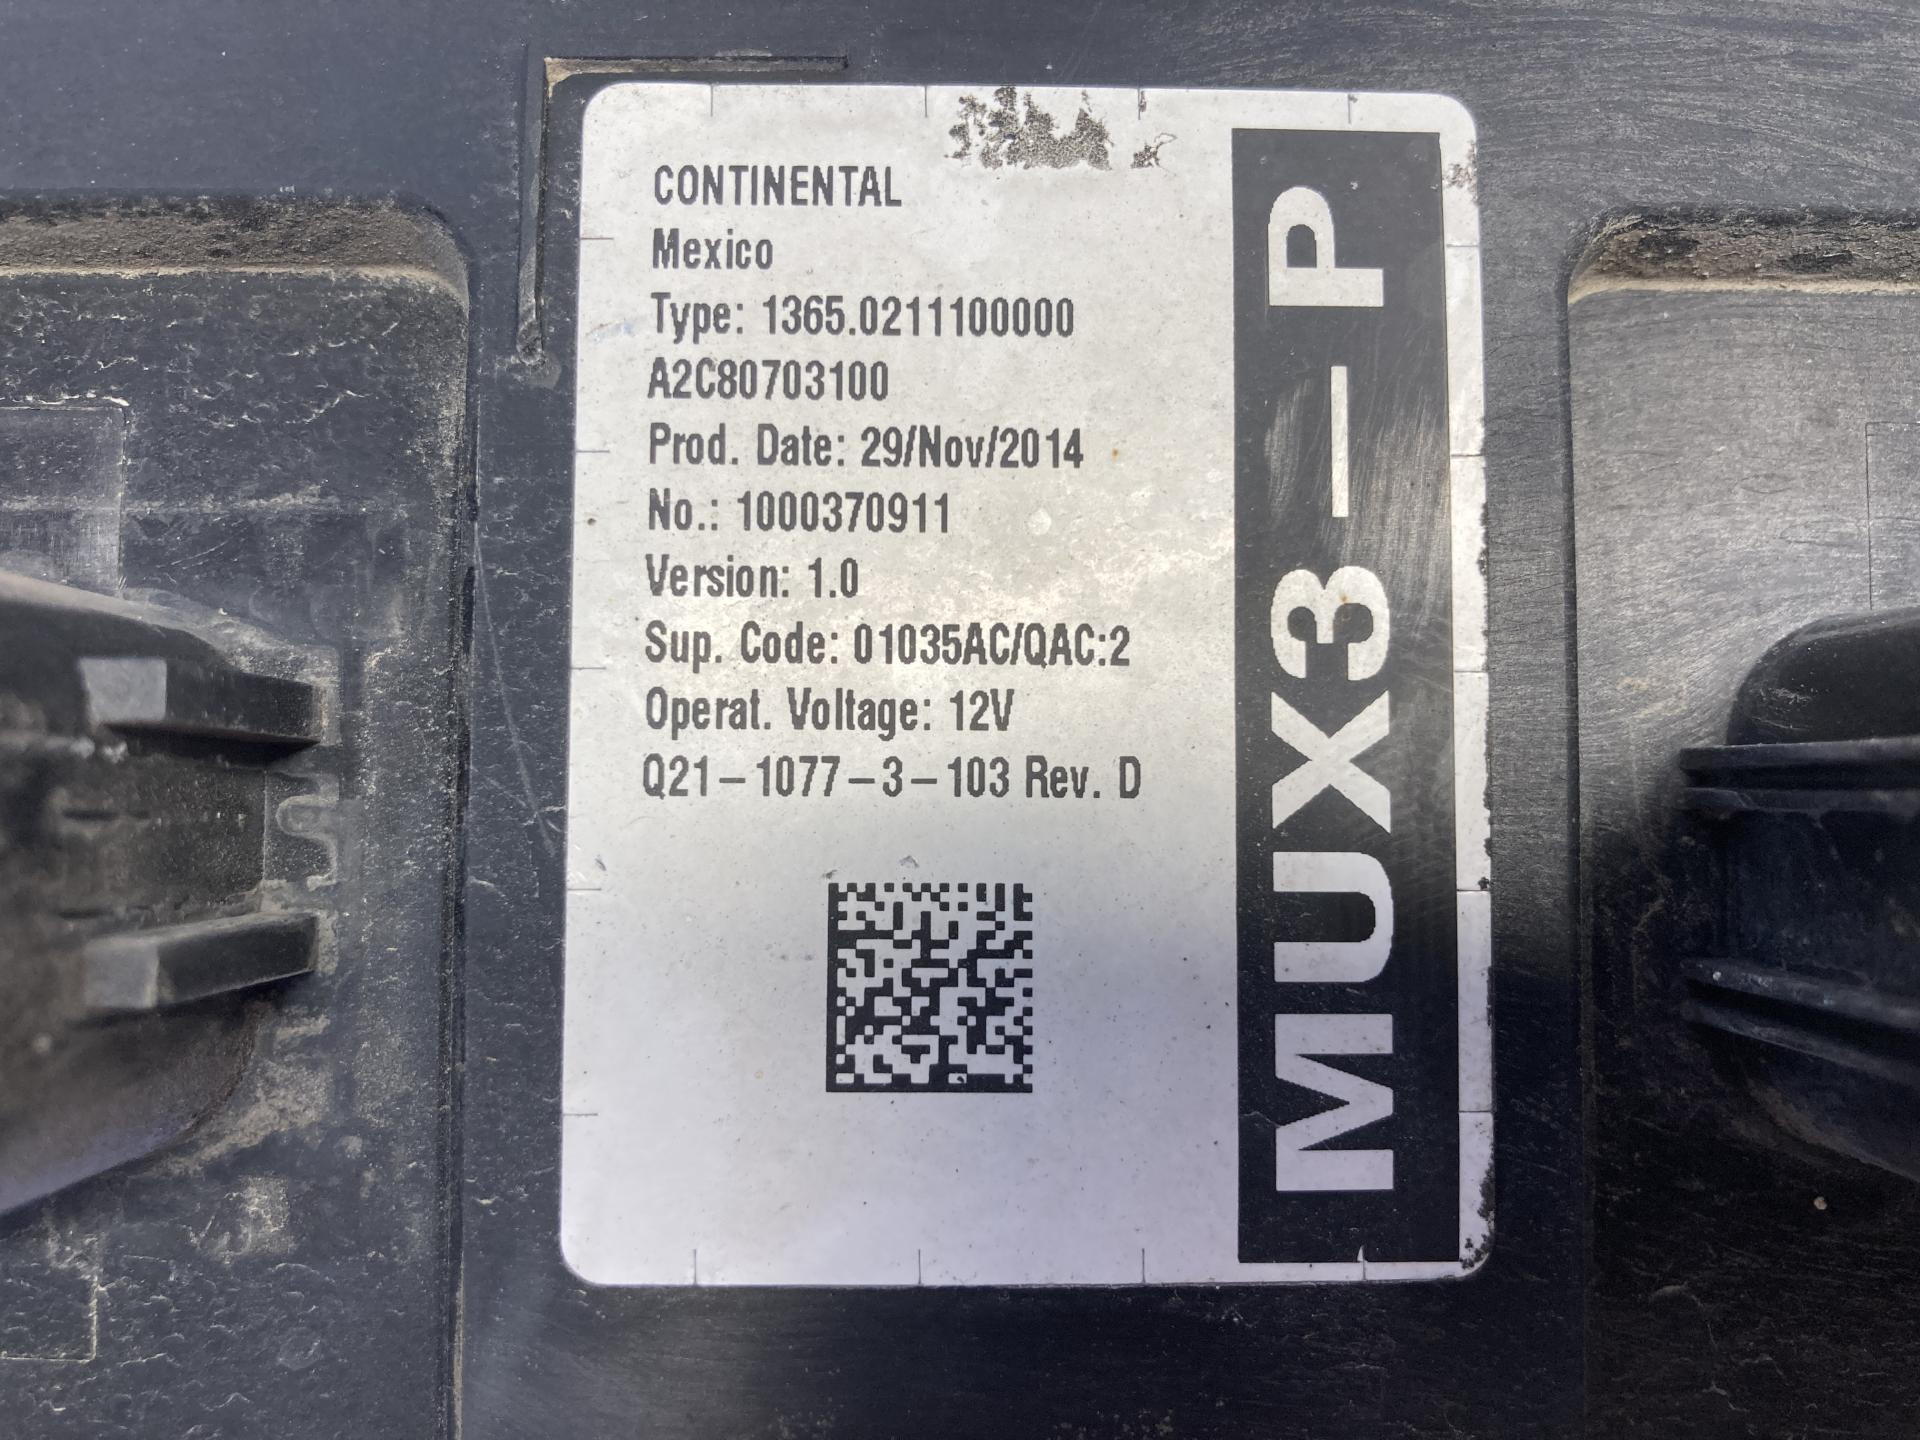 CONTINENTAL
Mexico
Type: 1365.0211100000
A2C80703100
Prod. Date: 29/Nov/2014
No.: 1000370911
Version: 1.0
Sup. Code: 01035AC/QAC:2
Operat. Voltage: 12V
Q21-1077-3-103 Rev. D
MUX3-P